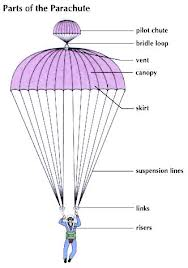 Parts of the Parachute
pilot chute
bridle loop
vent
canopy
skirt
suspension lines
links
risers